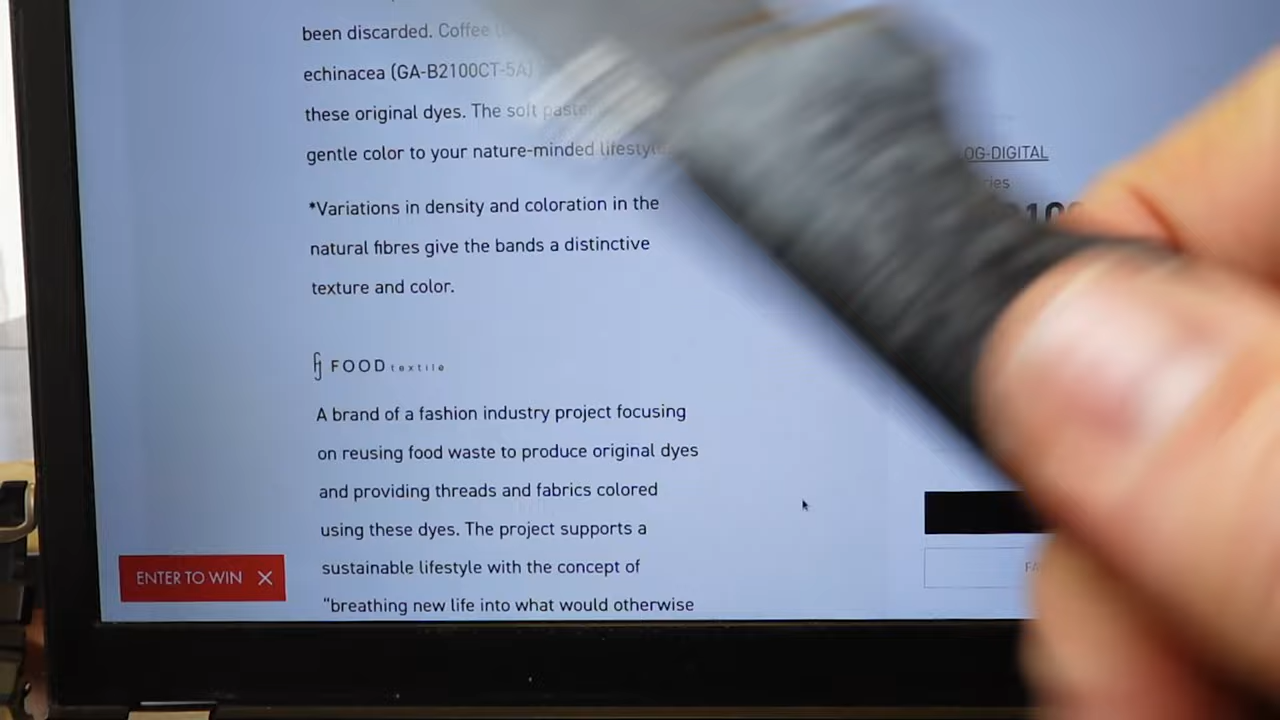 been discarded. Coffee
echinacea (GA-B2100CT-5A)
these original dyes. The soft
gentle color to your nature-minded
*Variations in density and coloration in the
natural fibres give the bands a distinctive
texture and color.
FOOD textile
A brand of a fashion industry project focusing
on reusing food waste to produce original dyes
and providing threads and fabrics colored
using these dyes. The project supports a
sustainable lifestyle with the concept of
“breathing new life into what would otherwise
ENTER TO WIN
OG-DIGITAL